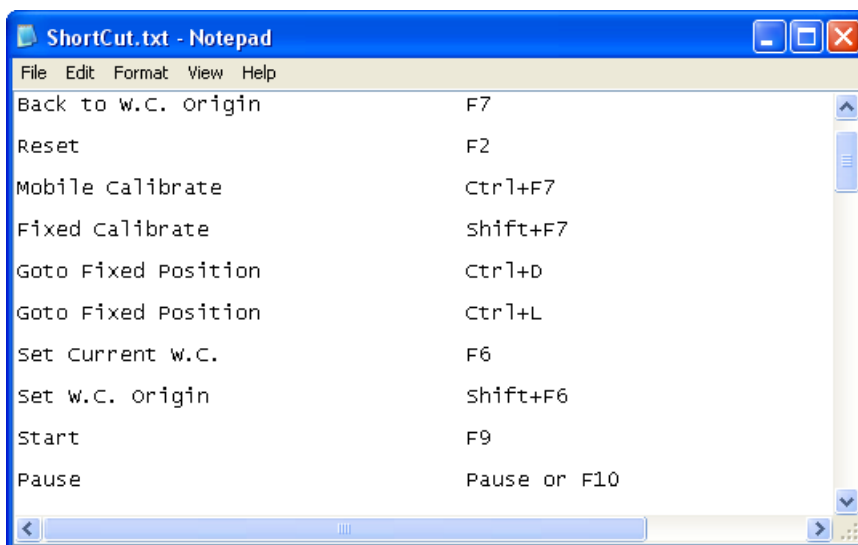 ShortCut.txt - Notepad
File Edit Format View Help
Back to W.C. Origin F7
Reset F2
Mobile Calibrate Ctrl+F7
Fixed Calibrate Shift+F7
Goto Fixed Position Ctrl+D
Goto Fixed Position Ctrl+L
Set Current W.C. F6
Set W.C. Origin Shift+F6
Start F9
Pause Pause or F10